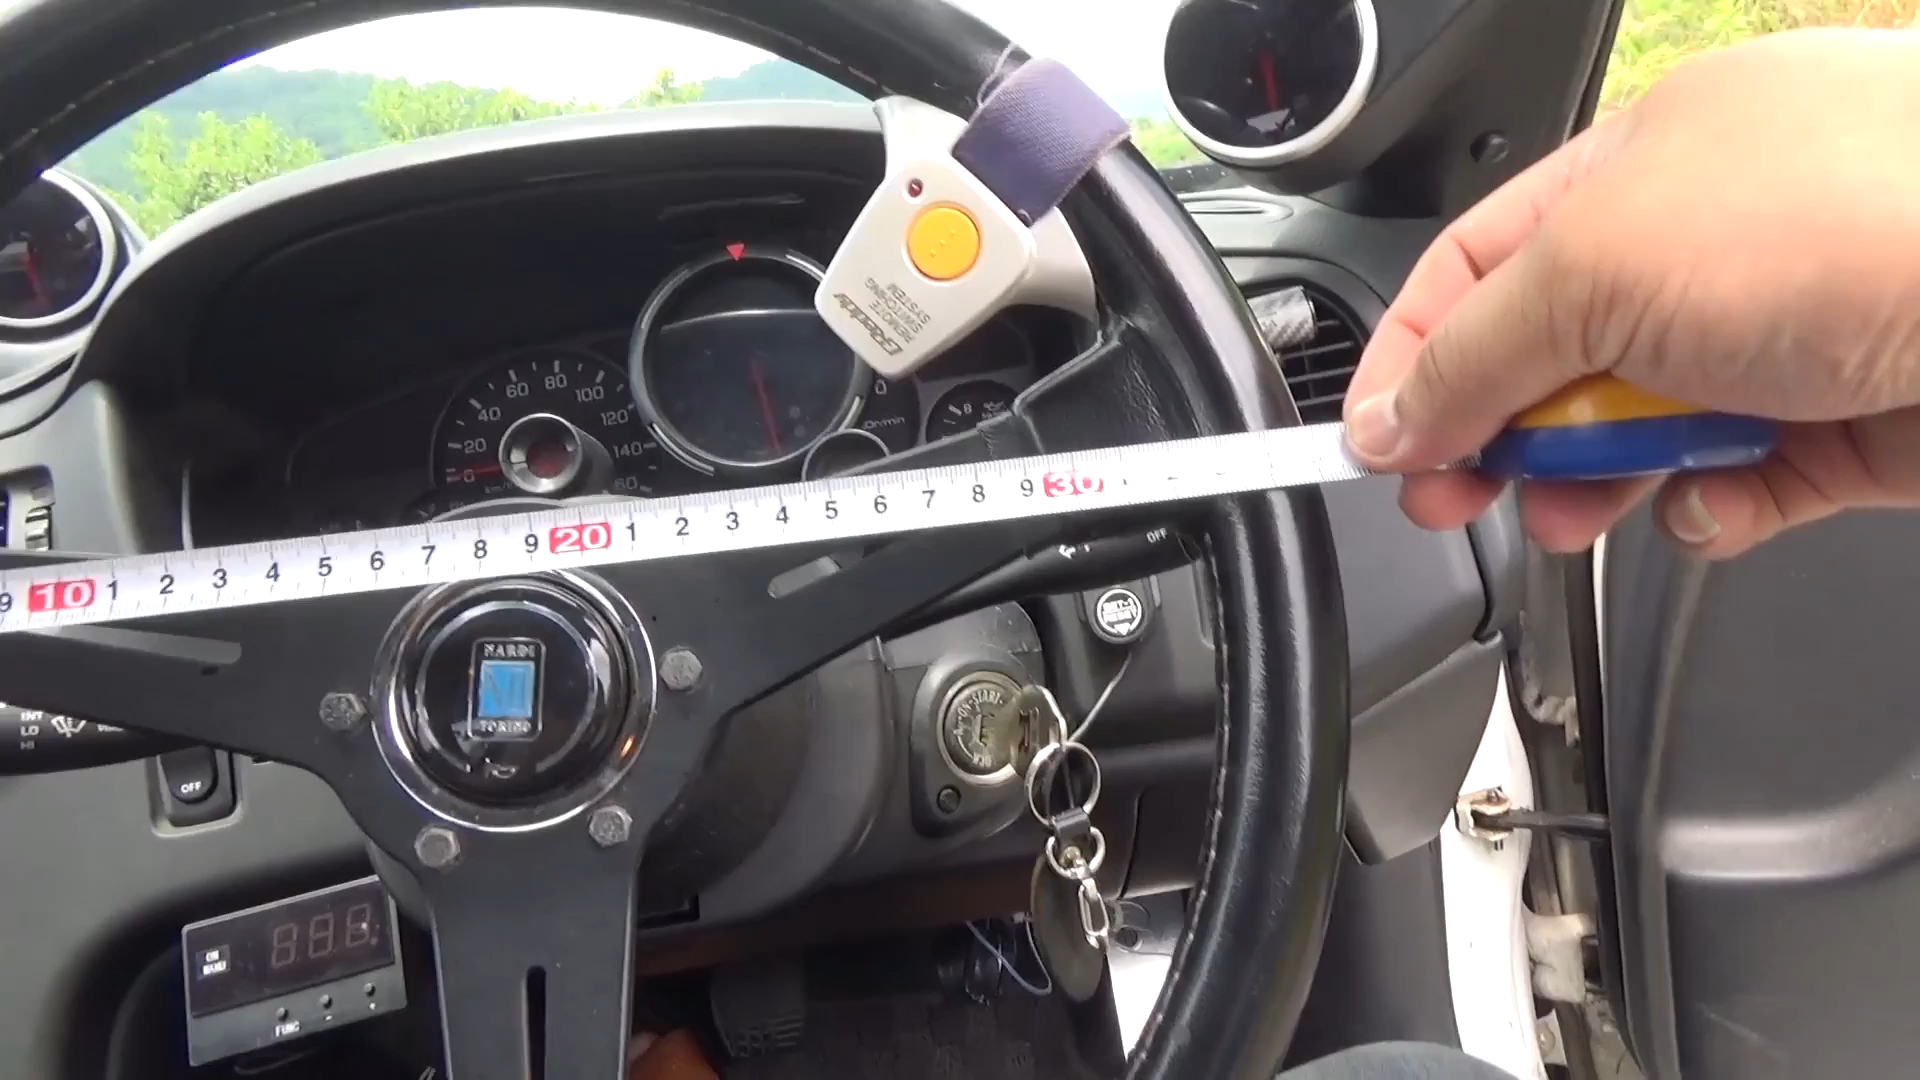 GReddy
REMOTE
SWITCHING
SYSTEM
0 20 40 60 80 100 120 140
9 10 1 2 3 4 5 6 7 8 9 20 1 2 3 4 5 6 7 8 9 30
OFF
NARDI
TORINO
ON START
INT
LO
HI
OFF
FUNC